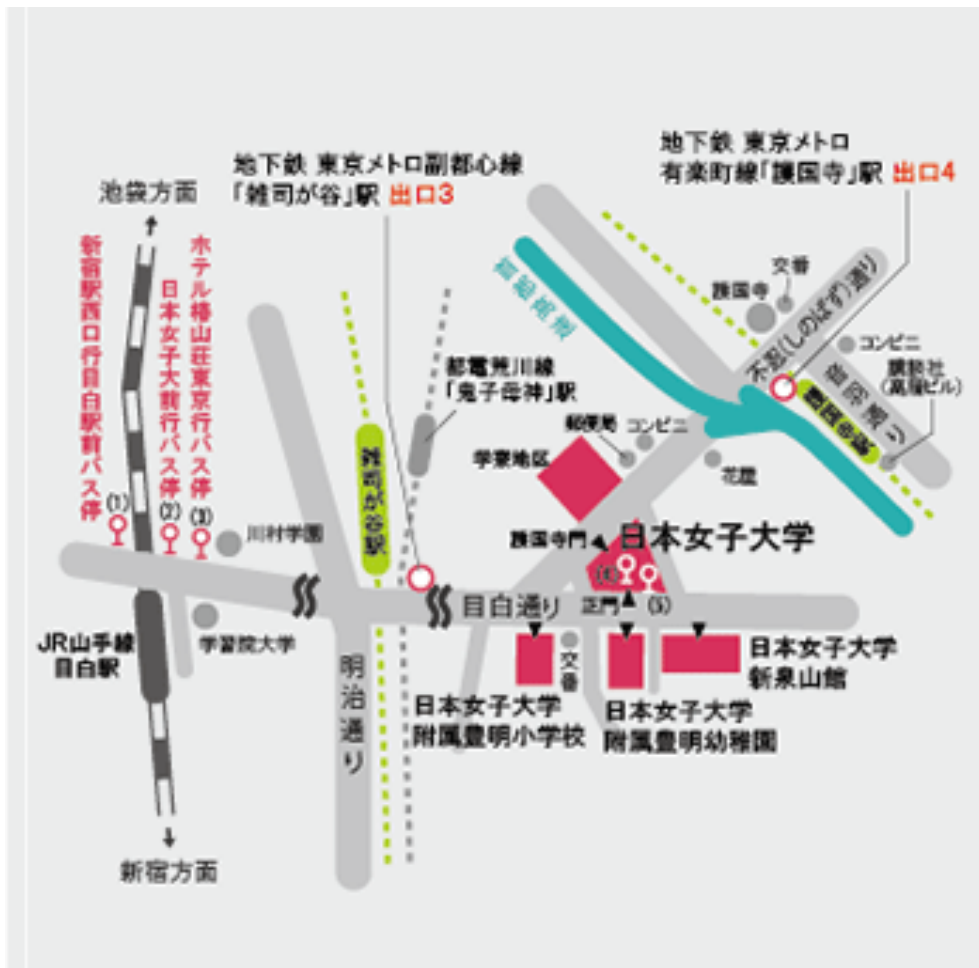 地下鉄 東京メトロ
有楽町線「護国寺」駅 出口4
地下鉄 東京メトロ副都心線
「雑司が谷」駅 出口3
池袋方面
新宿駅西口行目白駅前バス停
(1)
日本女子大前行バス停
(2)
ホテル椿山荘東京行バス停
(3)
交番
護国寺
不忍(しのばず)通り
コンビニ
講談社
(高層ビル)
音羽通り
護国寺駅
都電荒川線
「鬼子母神」駅
郵便局
コンビニ
学寮地区
花屋
雑司が谷駅
川村学園
護国寺門
日本女子大学
(4)
目白通り
正門
(5)
JR山手線
目白駅
学習院大学
明治通り
交番
日本女子大学
新泉山館
日本女子大学
附属豊明小学校
日本女子大学
附属豊明幼稚園
新宿方面